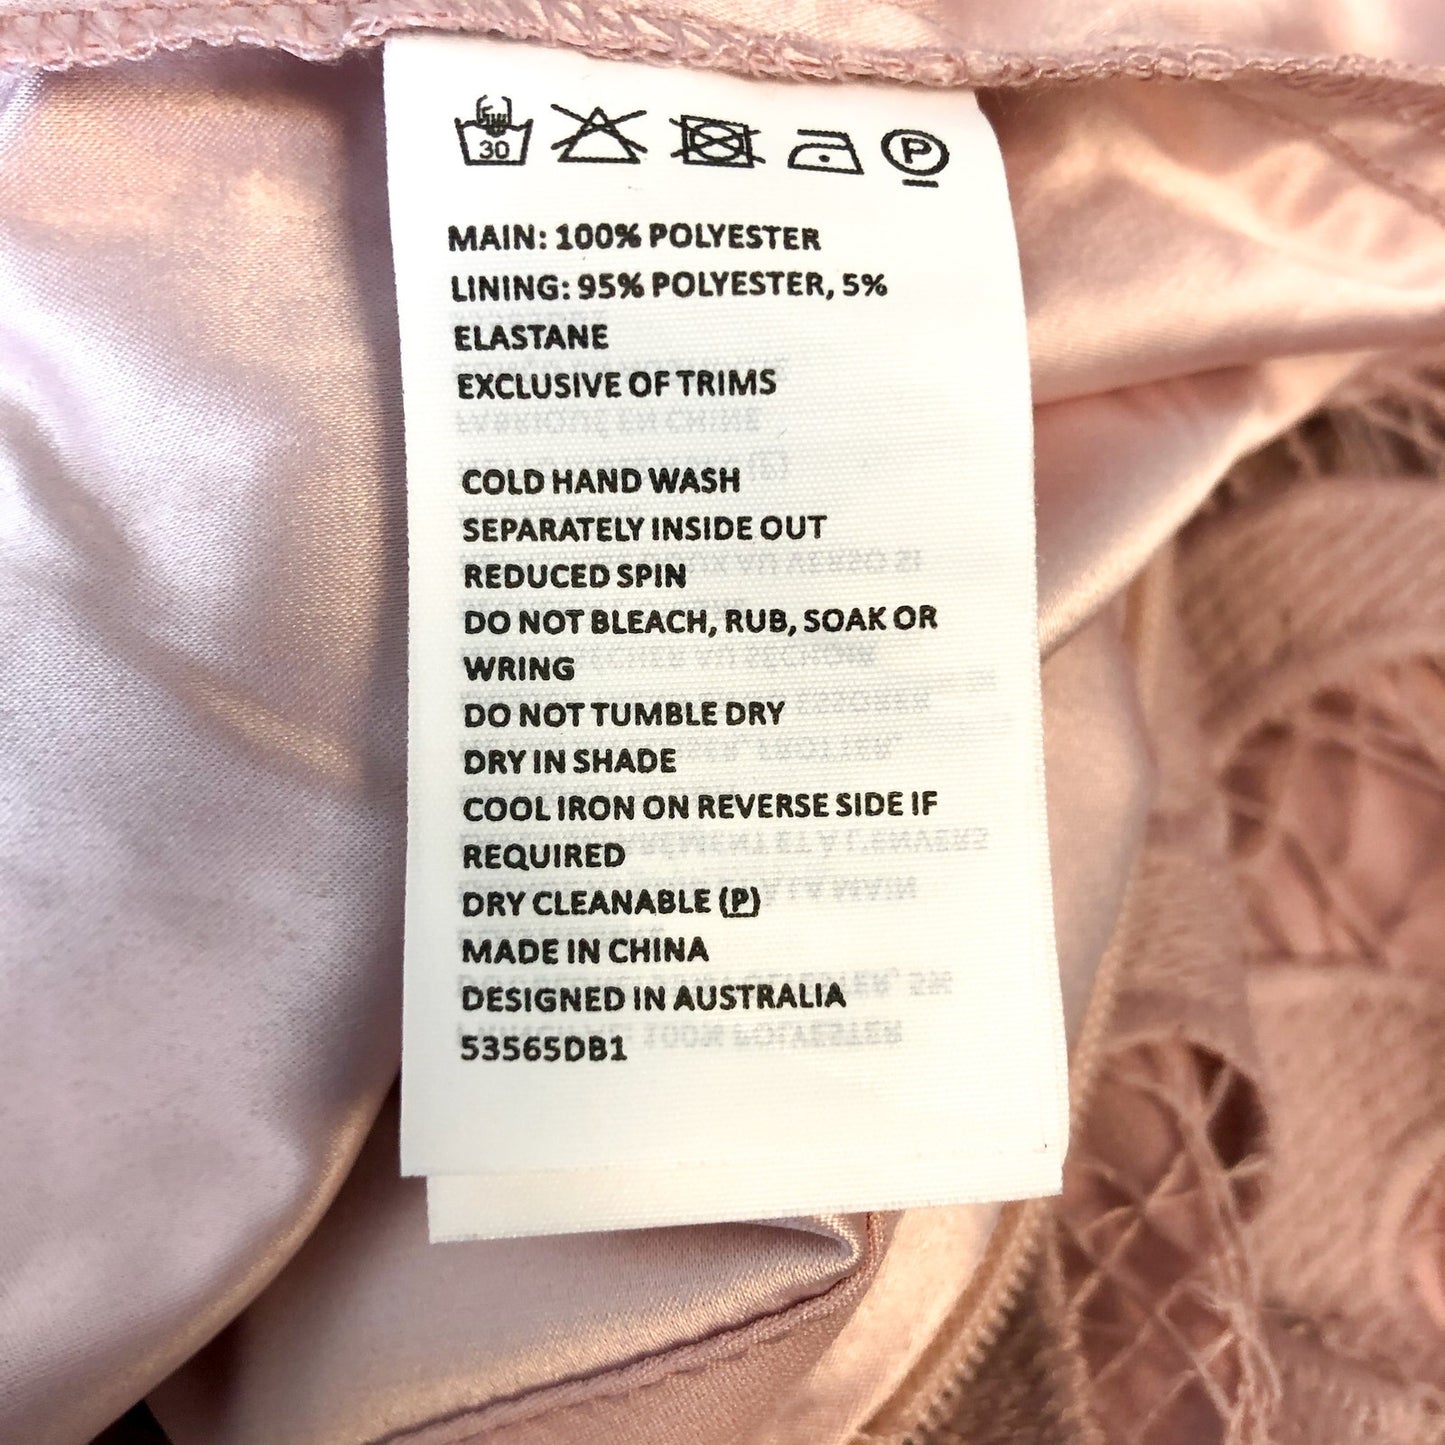 30 P
MAIN: 100% POLYESTER
LINING: 95% POLYESTER, 5%
ELASTANE
EXCLUSIVE OF TRIMS
COLD HAND WASH
SEPARATELY INSIDE OUT
REDUCED SPIN
DO NOT BLEACH, RUB, SOAK OR
WRING
DO NOT TUMBLE DRY
DRY IN SHADE
COOL IRON ON REVERSE SIDE IF
REQUIRED
DRY CLEANABLE (P)
MADE IN CHINA
DESIGNED IN AUSTRALIA
53565DB1